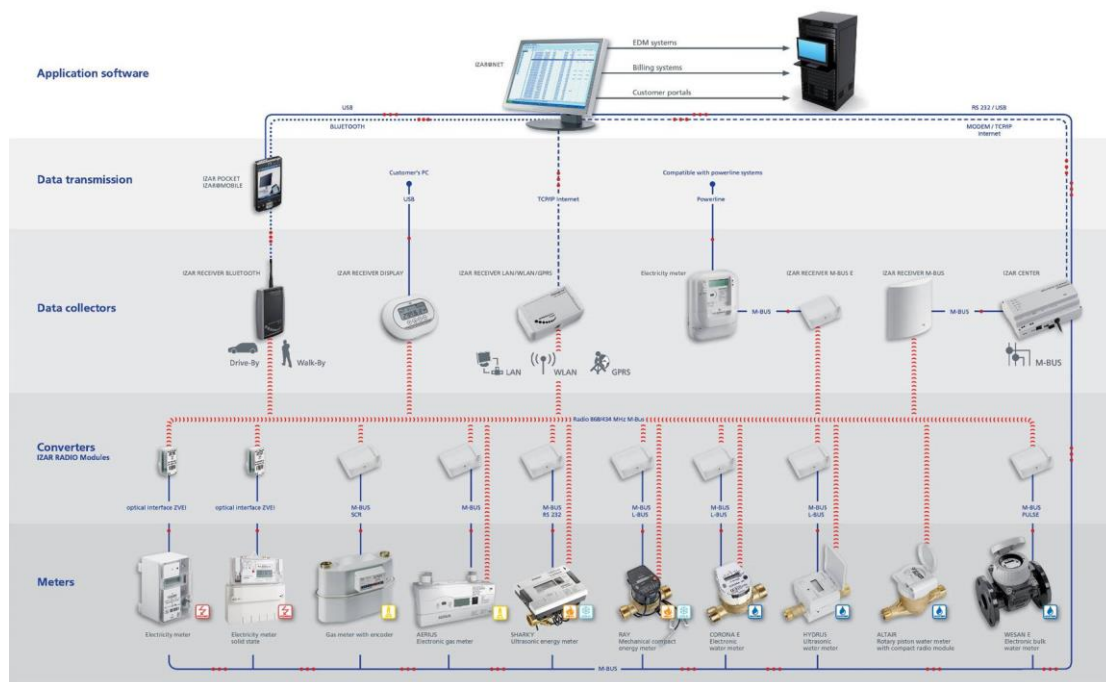 Application software
IZAR@NET
EDM systems
Billing systems
Customer portals
USB
RS 232 / USB
BLUETOOTH
MODEM / TCP/IP
internet
Data transmission
IZAR POCKET
IZAR@MOBILE
Customer's PC
USB
TCP/IP internet
Compatible with powerline systems
Powerline
Data collectors
IZAR RECEIVER BLUETOOTH
IZAR RECEIVER DISPLAY
IZAR RECEIVER LAN/WLAN/GPRS
Electricity meter
IZAR RECEIVER M-BUS E
IZAR RECEIVER M-BUS
IZAR CENTER
M-BUS
M-BUS
Drive-By
Walk-By
LAN
WLAN
GPRS
M-BUS
Radio 868/434 MHz M-Bus
Converters
IZAR RADIO Modules
optical interface ZVEI
optical interface ZVEI
M-BUS
SCR
M-BUS
M-BUS
RS 232
M-BUS
L-BUS
M-BUS
L-BUS
M-BUS
L-BUS
M-BUS
PULSE
Meters
Electricity meter
Electricity meter
solid state
Gas meter with encoder
AERIUS
Electronic gas meter
SHARKY
Ultrasonic energy meter
RAY
Mechanical compact
energy meter
CORONA E
Electronic
water meter
HYDRUS
Ultrasonic
water meter
ALTAIR
Rotary piston water meter
with compact radio module
WESAN E
Electronic bulk
water meter
M-BUS